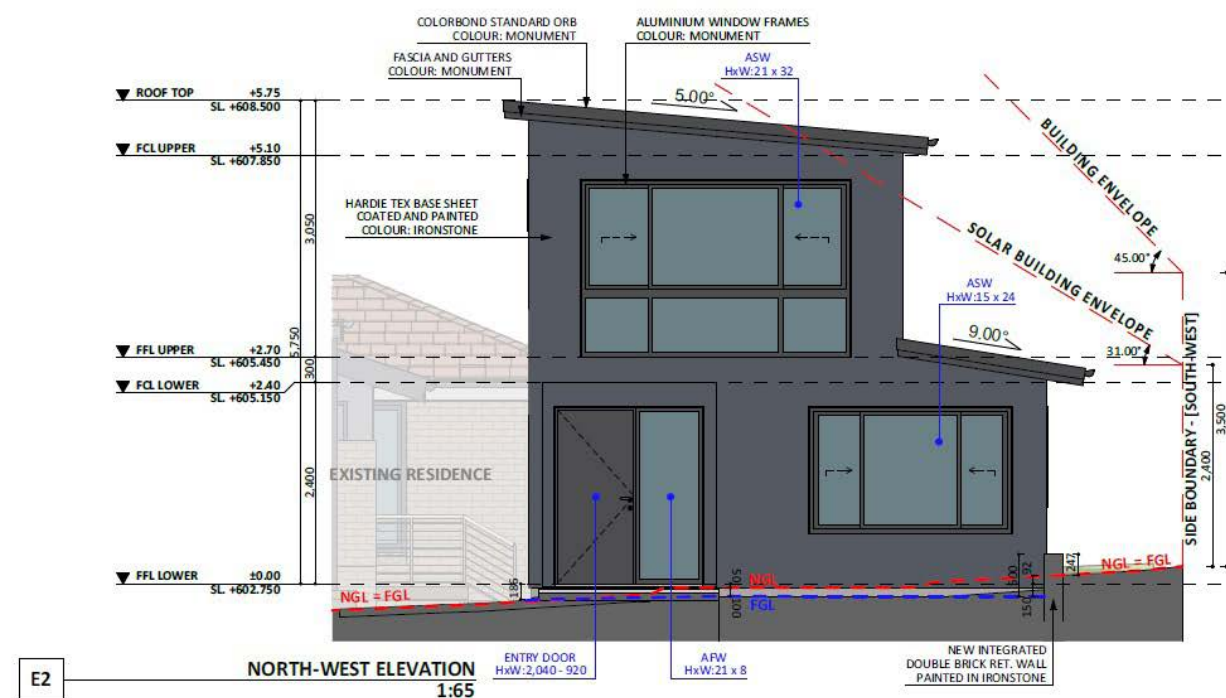 COLORBOND STANDARD ORB
COLOUR: MONUMENT
ALUMINIUM WINDOW FRAMES
COLOUR: MONUMENT
FASCIA AND GUTTERS
COLOUR: MONUMENT
ASW
HxW:21 x 32
ROOF TOP +5.75
SL +608.500
5.00°
FCL UPPER +5.10
SL. +607.850
BUILDING ENVELOPE
HARDIE TEX BASE SHEET
COATED AND PAINTED
COLOUR: IRONSTONE
3,050
SOLAR BUILDING ENVELOPE
45.00°
ASW
HxW:15 x 24
9.00°
31.00°
FFL UPPER +2.70
SL. +605.450
5,750
300
FCL LOWER +2.40
SL. +605.150
SIDE BOUNDARY - [SOUTH-WEST]
3,500
2,400
EXISTING RESIDENCE
2,400
FFL LOWER ±0.00
SL. +602.750
NGL = FGL
185
NGL
FGL
50
100
500
92
150
247
NGL = FGL
E2
NORTH-WEST ELEVATION
1:65
ENTRY DOOR
HxW:2,040 - 920
AFW
HxW:21 x 8
NEW INTEGRATED
DOUBLE BRICK RET. WALL
PAINTED IN IRONSTONE